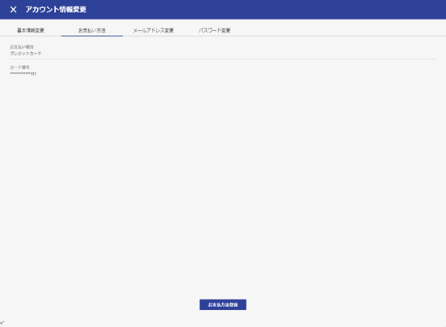 アカウント情報変更
基本情報変更
お支払い方法
メールアドレス変更
パスワード変更
お支払い種別
クレジットカード
カード番号
お支払方法登録